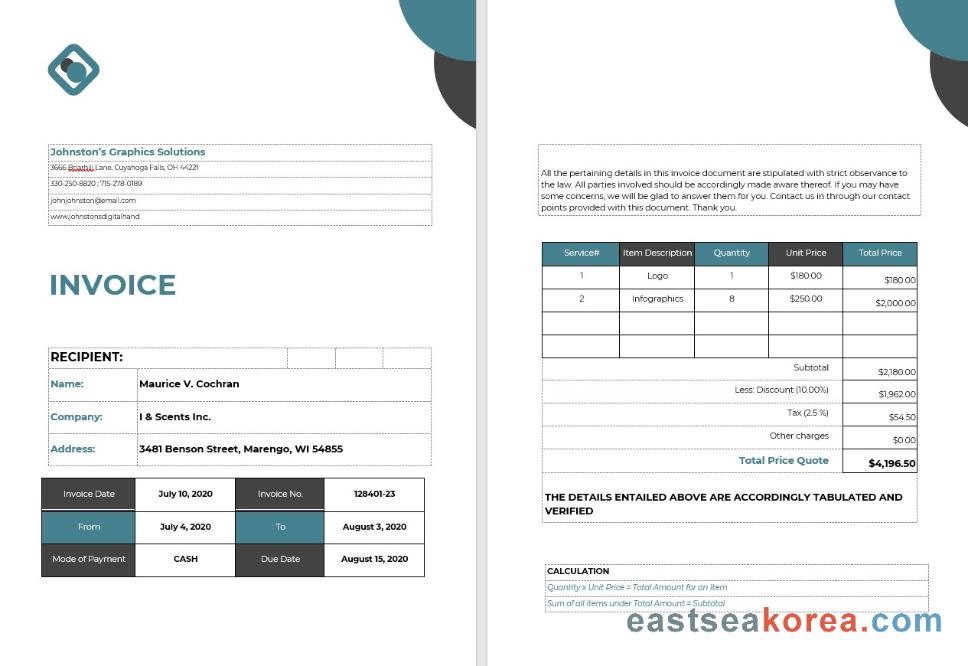 Johnston's Graphics Solutions
3666 Briarhill Lane, Cuyahoga Falls, OH 44221
330-250-8820 ; 715-278-0189
johnjohnston@email.com
www.johnstonsdigitalhand
INVOICE
RECIPIENT:
Name: Maurice V. Cochran
Company: I & Scents Inc.
Address: 3481 Benson Street, Marengo, WI 54855
Invoice Date July 10, 2020 Invoice No. 128401-23
From July 4, 2020 To August 3, 2020
Mode of Payment CASH Due Date August 15, 2020
All the pertaining details in this invoice document are stipulated with strict observance to
the law. All parties involved should be accordingly made aware thereof. If you may have
some concerns, we will be glad to answer them for you. Contact us in through our contact
points provided with this document. Thank you.
Service# Item Description Quantity Unit Price Total Price
1 Logo 1 $180.00 $180.00
2 Infographics 8 $250.00 $2,000.00
Subtotal $2,180.00
Less: Discount (10.00%) $1,962.00
Tax (2.5 %) $54.50
Other charges $0.00
Total Price Quote $4,196.50
THE DETAILS ENTAILED ABOVE ARE ACCORDINGLY TABULATED AND
VERIFIED
CALCULATION
Quantity x Unit Price = Total Amount for an Item
Sum of all items under Total Amount = Subtotal
eastseakorea.com